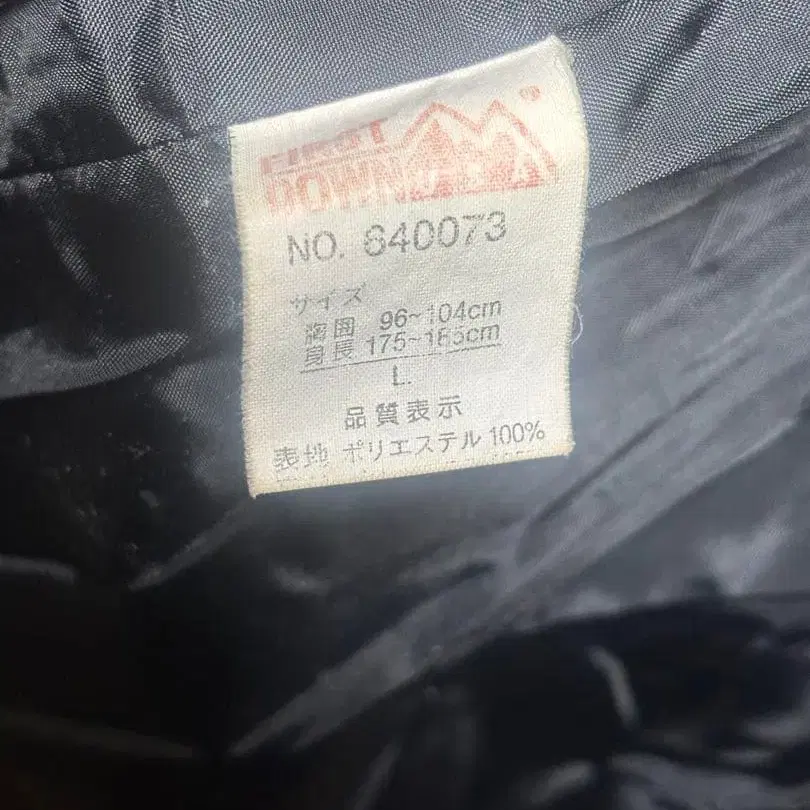 FIRST
DOWN
®
NO. 640073
サイズ
胸囲 96~104cm
身長 175~185cm
L.
品質表示
表地 ポリエステル 100%